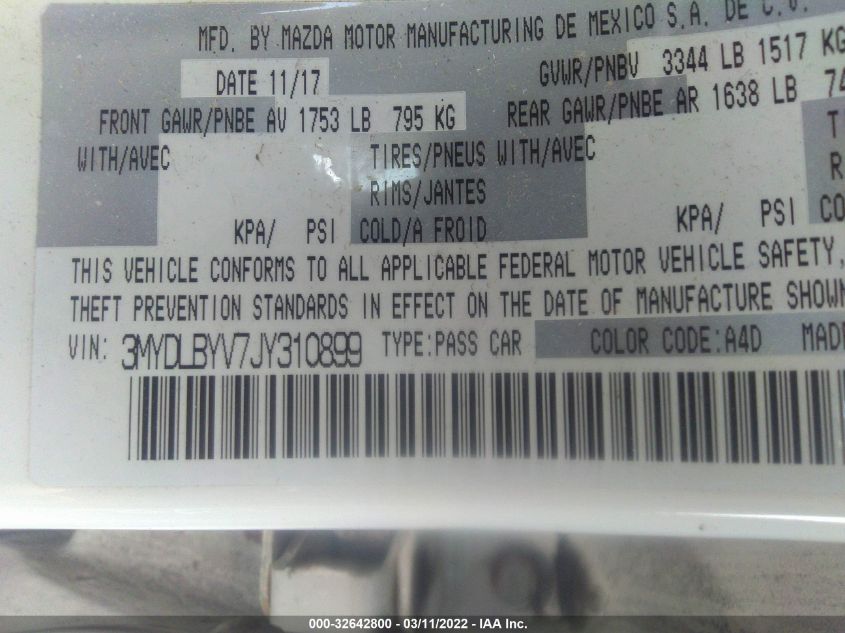 MFD. BY MAZDA MOTOR MANUFACTURING DE MEXICO S.A. DE C.V.
DATE 11/17 GVWR/PNBV 3344 LB 1517 KG
FRONT GAWR/PNBE AV 1753 LB 795 KG REAR GAWR/PNBE AR 1638 LB 74
WITH/AVEC TIRES/PNEUS WITH/AVEC T
RIMS/JANTES R
KPA/ PSI COLD/A FROID KPA/ PSI CO
THIS VEHICLE CONFORMS TO ALL APPLICABLE FEDERAL MOTOR VEHICLE SAFETY,
THEFT PREVENTION STANDARDS IN EFFECT ON THE DATE OF MANUFACTURE SHOWN
VIN: 3MYDLBYV7JY310899 TYPE:PASS CAR COLOR CODE:A4D MADE
000-32642800 - 03/11/2022 - IAA Inc.